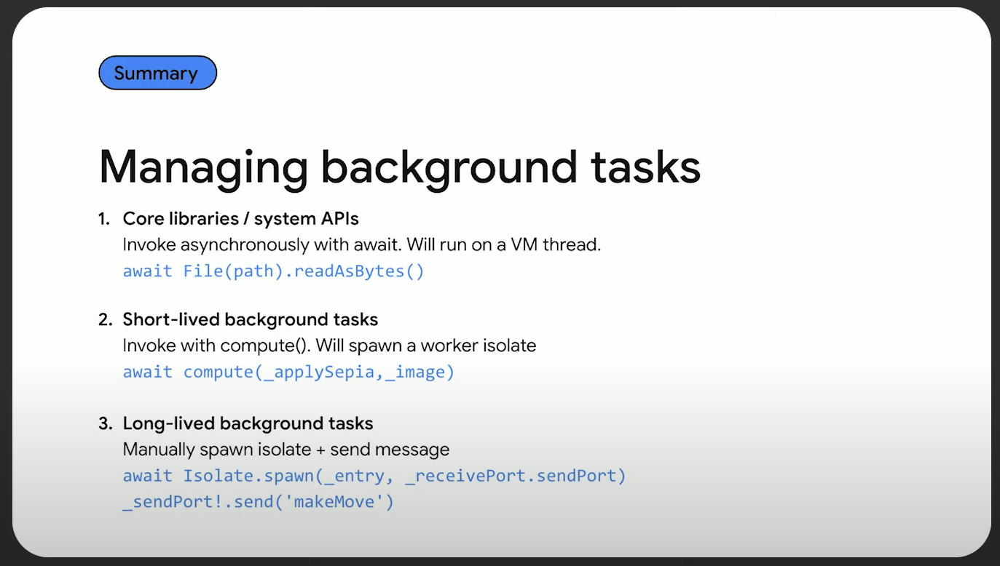 Summary
Managing background tasks
1. Core libraries / system APIs
Invoke asynchronously with await. Will run on a VM thread.
await File(path).readAsBytes()
2. Short-lived background tasks
Invoke with compute(). Will spawn a worker isolate
await compute(_applySepia,_image)
3. Long-lived background tasks
Manually spawn isolate + send message
await Isolate.spawn(_entry, _receivePort.sendPort)
_sendPort!.send('makeMove')